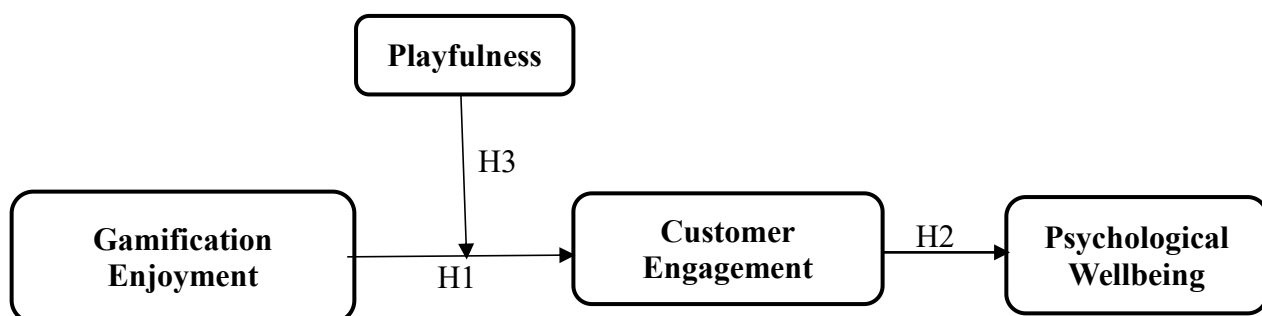 Playfulness
H3
Gamification
Enjoyment
H1
Customer
Engagement
H2
Psychological
Wellbeing